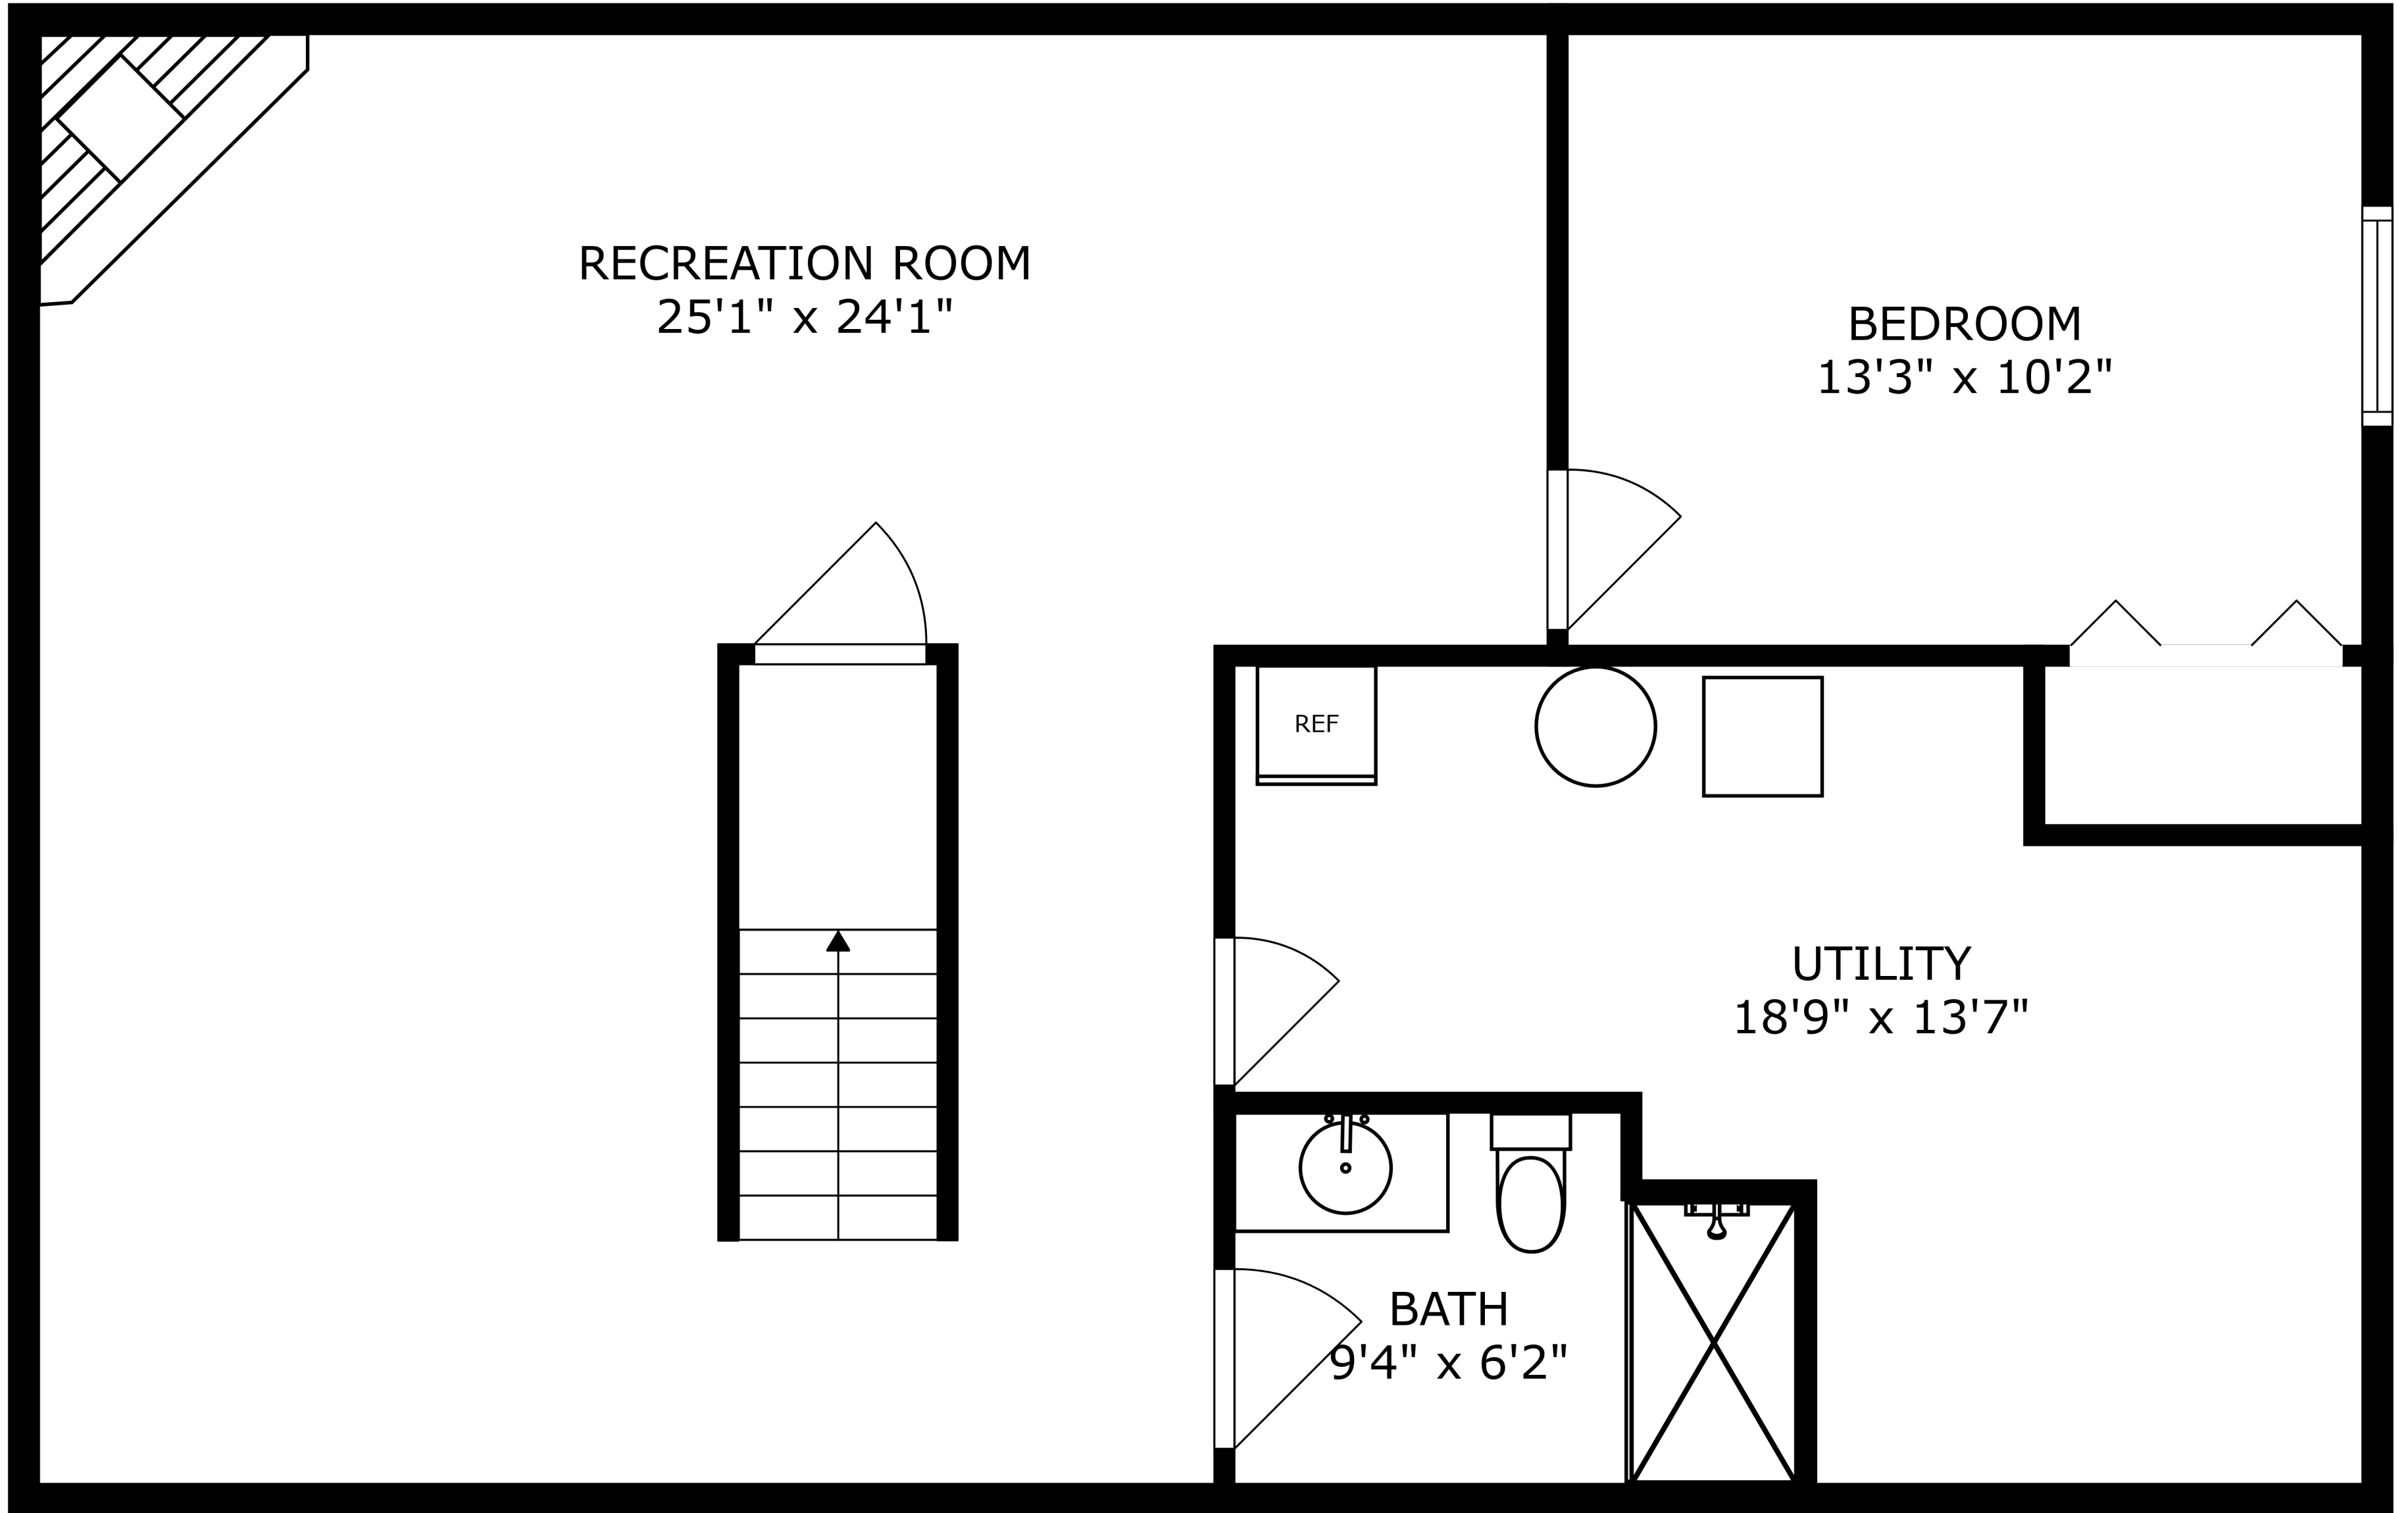 RECREATION ROOM
25'1" x 24'1"
BEDROOM
13'3" x 10'2"
REF
UTILITY
18'9" x 13'7"
BATH
9'4" x 6'2"